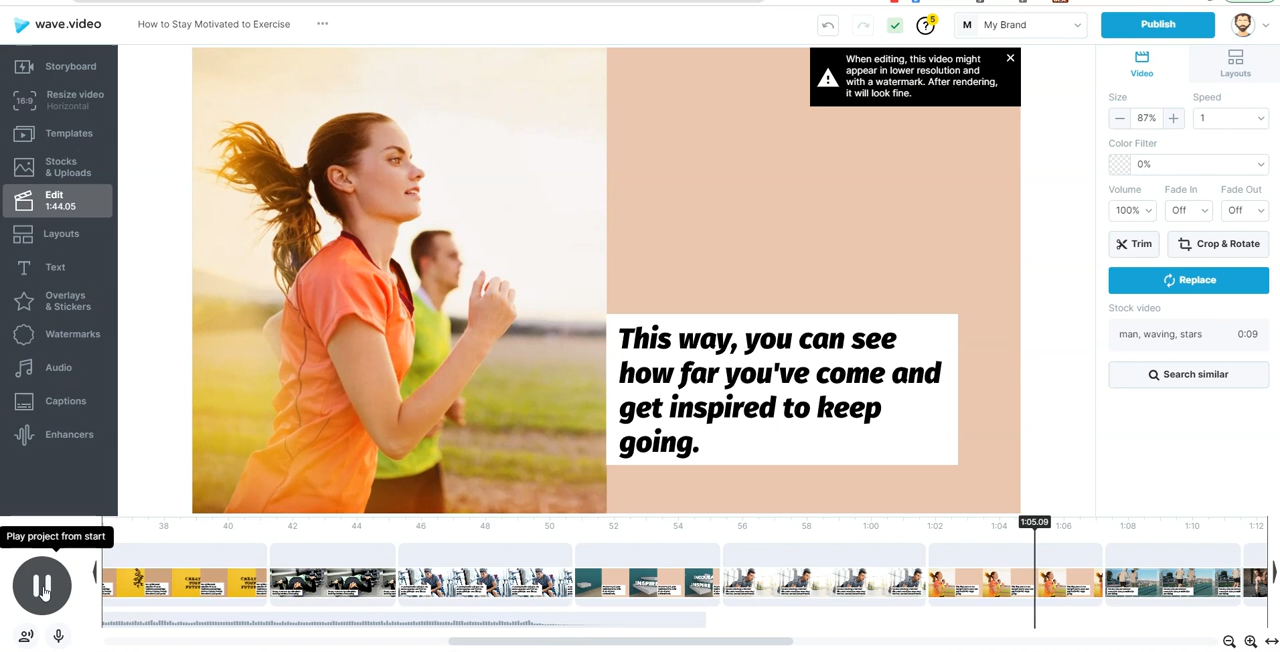 wave.video
How to Stay Motivated to Exercise
•••
5
M My Brand
Publish
Storyboard
16:9 Resize video
Horizontal
Templates
Stocks
& Uploads
Edit
1:44.05
Layouts
Text
Overlays
& Stickers
Watermarks
Audio
Captions
Enhancers
When editing, this video might
appear in lower resolution and
with a watermark. After rendering,
it will look fine.
This way, you can see
how far you've come and
get inspired to keep
going.
Video
Layouts
Size
Speed
87%
1
Color Filter
0%
Volume
Fade In
Fade Out
100%
Off
Off
Trim
Crop & Rotate
Replace
Stock video
man, waving, stars 0:09
Search similar
Play project from start
38 40 42 44 46 48 50 52 54 56 58 1:00 1:02 1:04 1:05.09 1:06 1:08 1:10 1:12